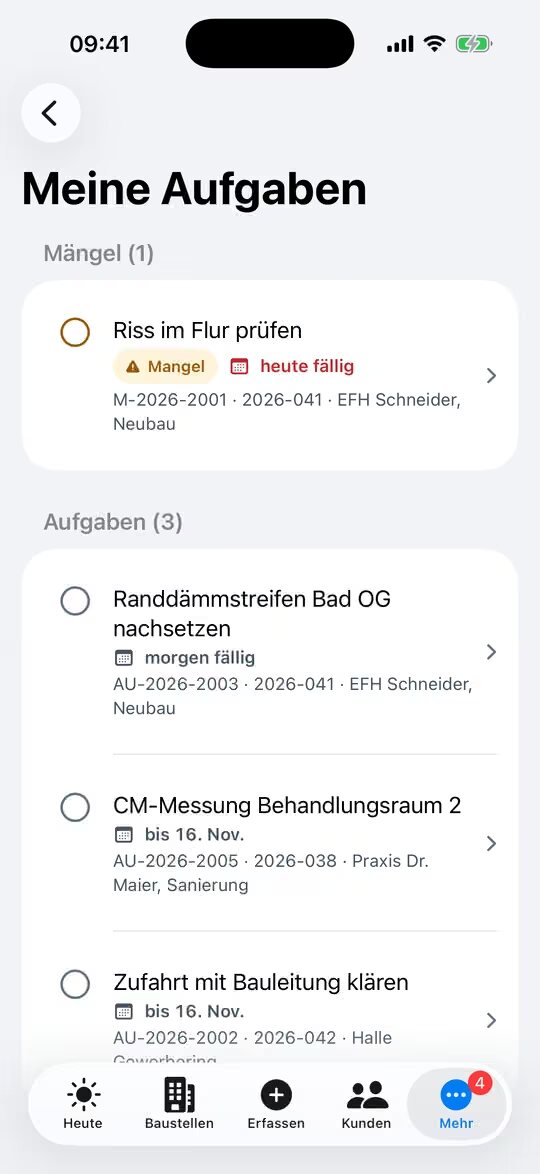 09:41
Meine Aufgaben
Mängel (1)
Riss im Flur prüfen
Mangel heute fällig
M-2026-2001 · 2026-041 · EFH Schneider,
Neubau
Aufgaben (3)
Randdämmstreifen Bad OG
nachsetzen
morgen fällig
AU-2026-2003 · 2026-041 · EFH Schneider,
Neubau
CM-Messung Behandlungsraum 2
bis 16. Nov.
AU-2026-2005 · 2026-038 · Praxis Dr.
Maier, Sanierung
Zufahrt mit Bauleitung klären
bis 16. Nov.
AU-2026-2002 · 2026-042 · Halle
4
Heute Baustellen Erfassen Kunden Mehr